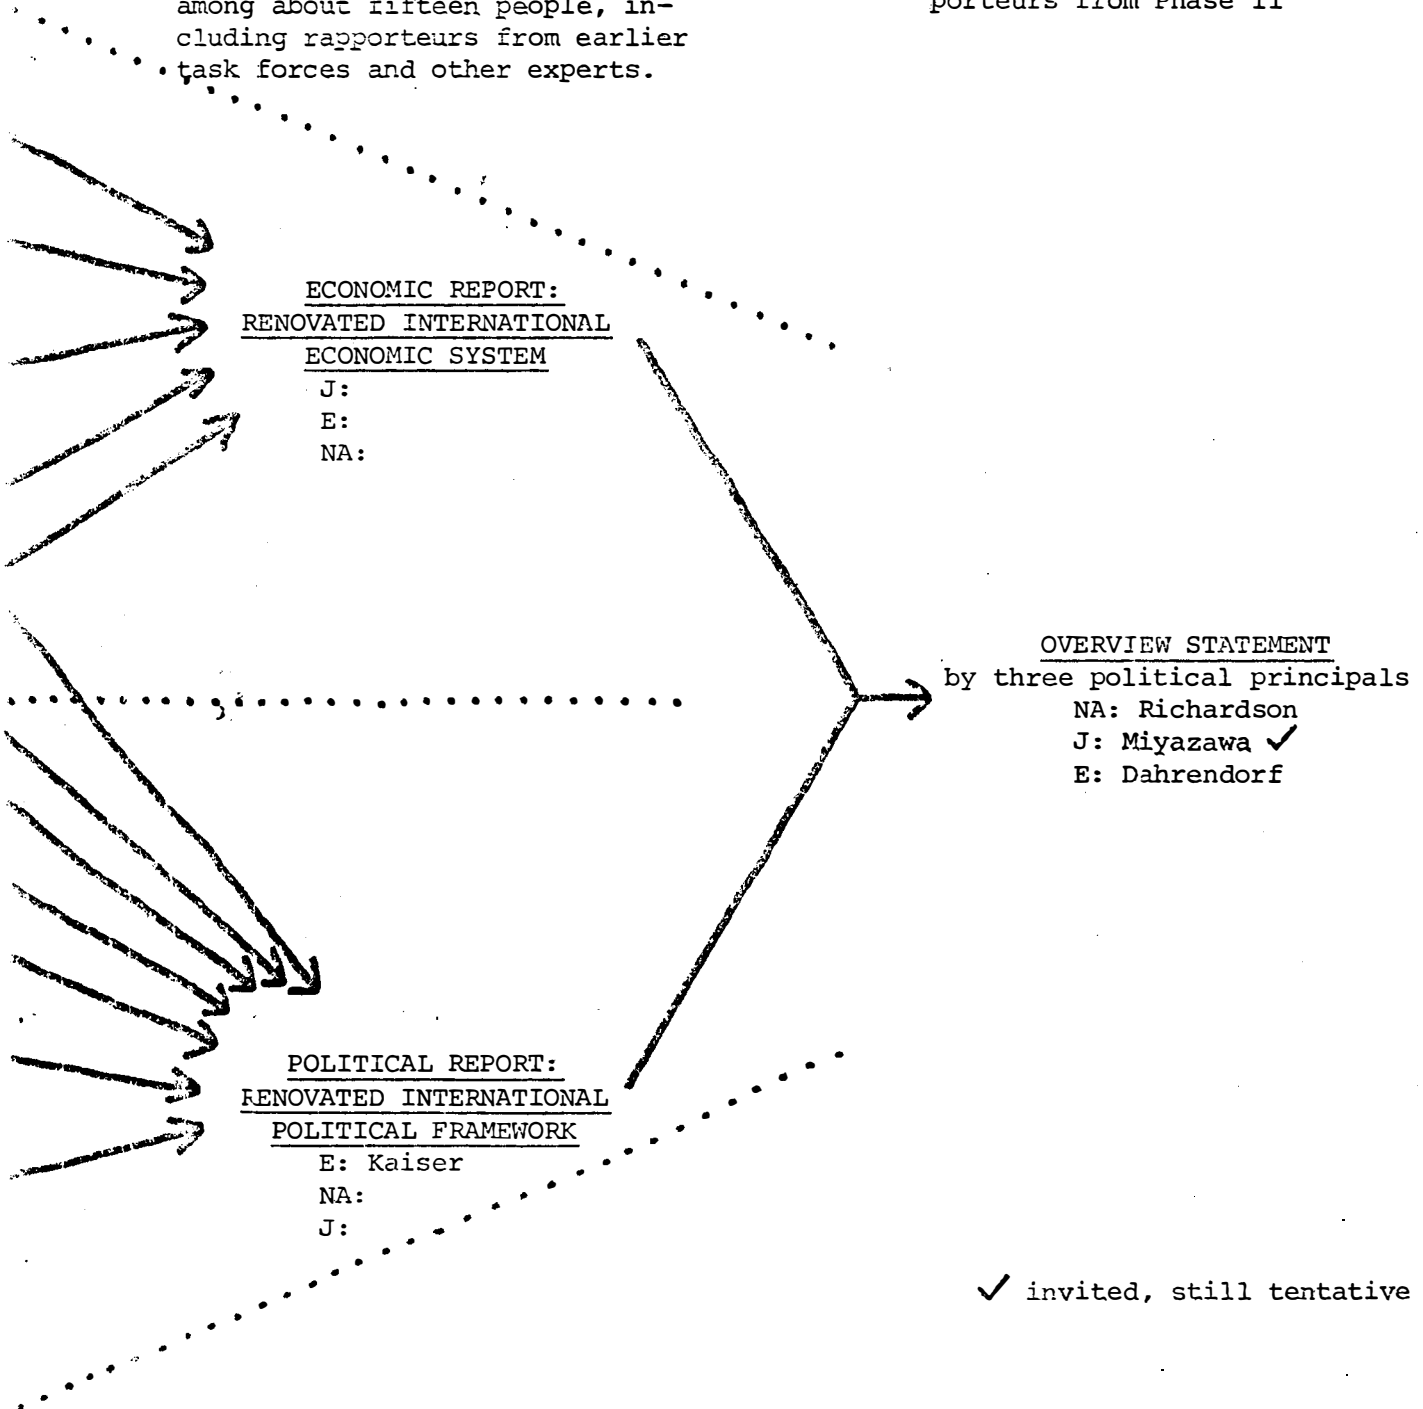 among about fifteen people, in-
cluding rapporteurs from earlier
task forces and other experts.
porteurs from Phase II
ECONOMIC REPORT:
RENOVATED INTERNATIONAL
ECONOMIC SYSTEM
J:
E:
NA:
OVERVIEW STATEMENT
by three political principals
NA: Richardson
J: Miyazawa ✓
E: Dahrendorf
POLITICAL REPORT:
RENOVATED INTERNATIONAL
POLITICAL FRAMEWORK
E: Kaiser
NA:
J:
✓ invited, still tentative